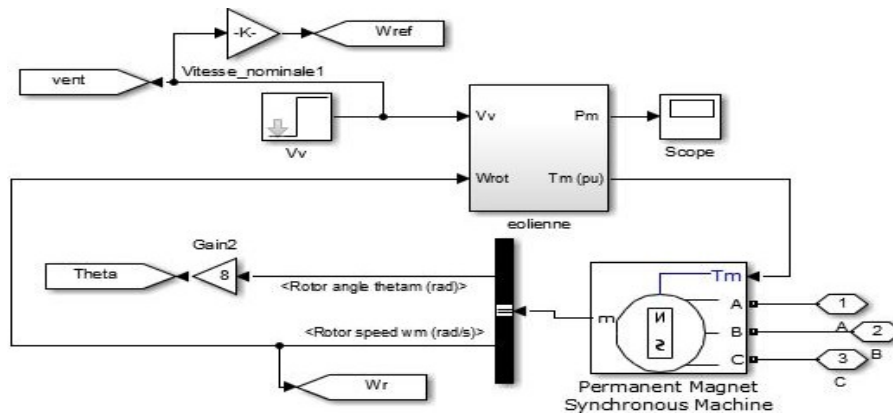 -K-
Wref
vent
Vitesse_nominale1
Vv
Vv
Pm
Wrot
Tm (pu)
eolienne
Scope
Gain2
Theta
8
<Rotor angle thetam (rad)>
<Rotor speed wm (rad/s)>
Wr
m
Tm
N
S
A
B
C
1
A
2
B
3
C
Permanent Magnet
Synchronous Machine